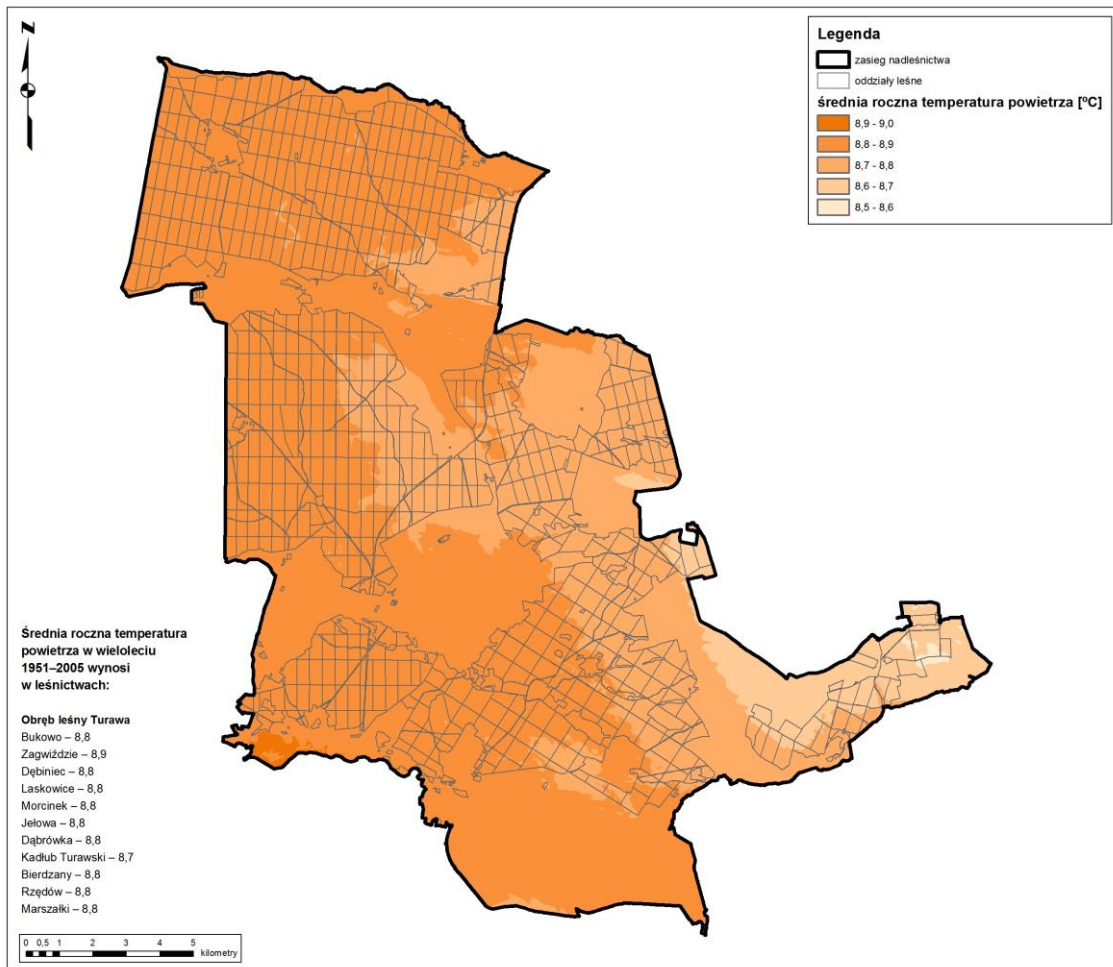 N
Legenda
zasięg nadleśnictwa
oddziały leśne
średnia roczna temperatura powietrza [ºC]
8,9 - 9,0
8,8 - 8,9
8,7 - 8,8
8,6 - 8,7
8,5 - 8,6
Średnia roczna temperatura
powietrza w wieloleciu
1951–2005 wynosi
w leśnictwach:
Obręb leśny Turawa
Bukowo – 8,8
Zagwiździe – 8,9
Dębiniec – 8,8
Laskowice – 8,8
Morcinek – 8,8
Jełowa – 8,8
Dąbrówka – 8,8
Kadłub Turawski – 8,7
Bierdzany – 8,8
Rzędów – 8,8
Marszałki – 8,8
0 0,5 1 2 3 4 5
kilometry